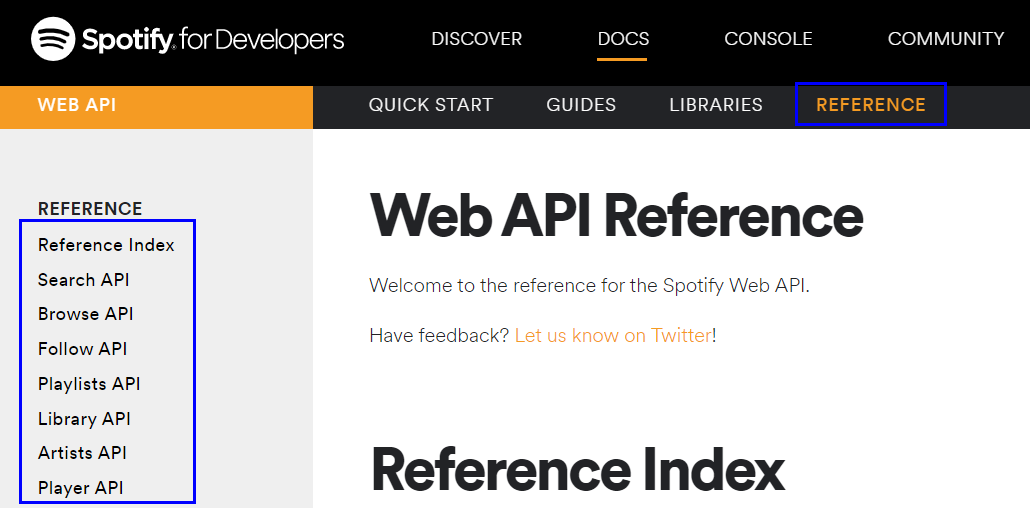 Spotify for Developers
DISCOVER
DOCS
CONSOLE
COMMUNITY
WEB API
QUICK START
GUIDES
LIBRARIES
REFERENCE
REFERENCE
Reference Index
Search API
Browse API
Follow API
Playlists API
Library API
Artists API
Player API
Web API Reference
Welcome to the reference for the Spotify Web API.
Have feedback? Let us know on Twitter!
Reference Index